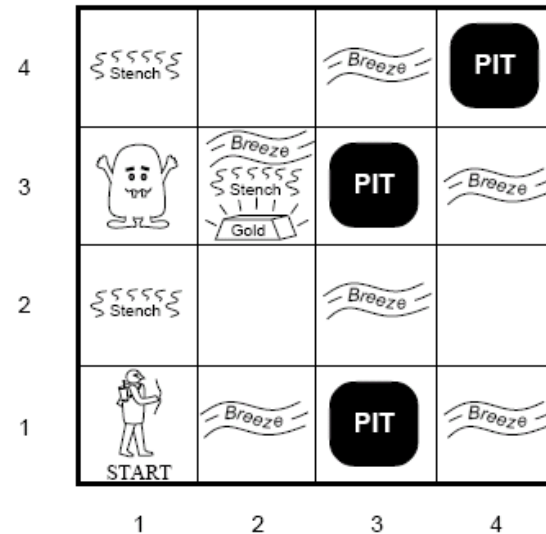 4
Stench
Breeze
PIT
3
Breeze
Stench
Gold
PIT
Breeze
2
Stench
Breeze
1
START
Breeze
PIT
Breeze
1 2 3 4